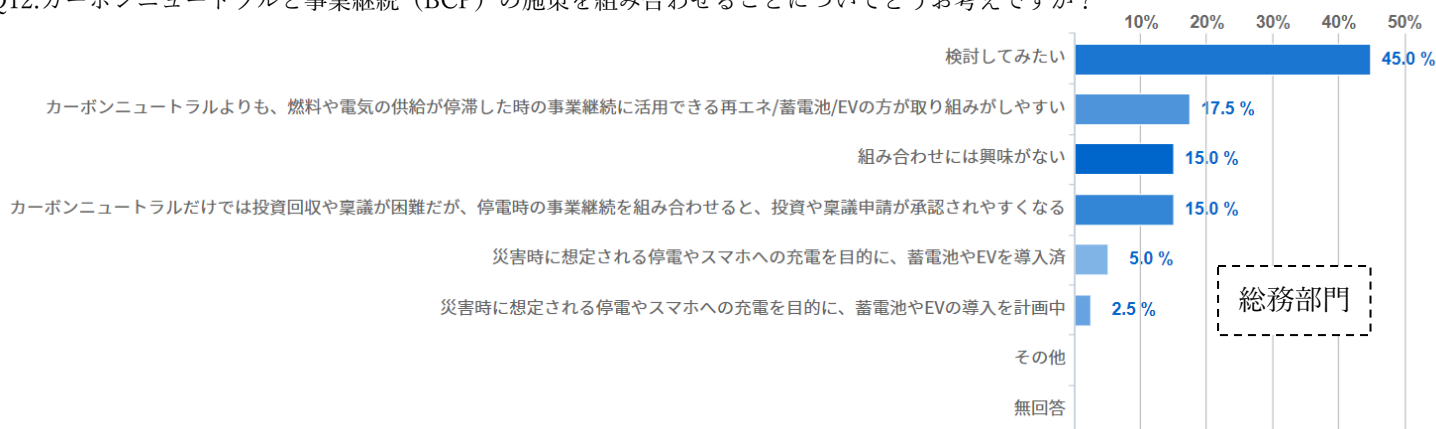 Q12.カーボンニュートラルと事業継続（BCP）の施策を組み合わせることについてどうお考えですか？
10% 20% 30% 40% 50%
検討してみたい 45.0 %
カーボンニュートラルよりも、燃料や電気の供給が停滞した時の事業継続に活用できる再エネ/蓄電池/EVの方が取り組みがしやすい 17.5 %
組み合わせには興味がない 15.0 %
カーボンニュートラルだけでは投資回収や稟議が困難だが、停電時の事業継続を組み合わせると、投資や稟議申請が承認されやすくなる 15.0 %
災害時に想定される停電やスマホへの充電を目的に、蓄電池やEVを導入済 5.0 %
災害時に想定される停電やスマホへの充電を目的に、蓄電池やEVの導入を計画中 2.5 %
総務部門
その他
無回答